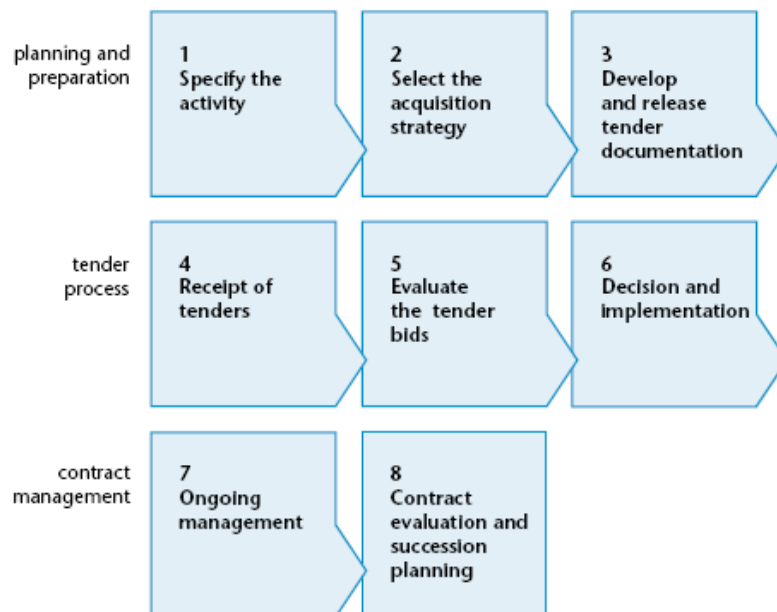 planning and
preparation
1
Specify the
activity
2
Select the
acquisition
strategy
3
Develop
and release
tender
documentation
tender
process
4
Receipt of
tenders
5
Evaluate
the tender
bids
6
Decision and
implementation
contract
management
7
Ongoing
management
8
Contract
evaluation and
succession
planning